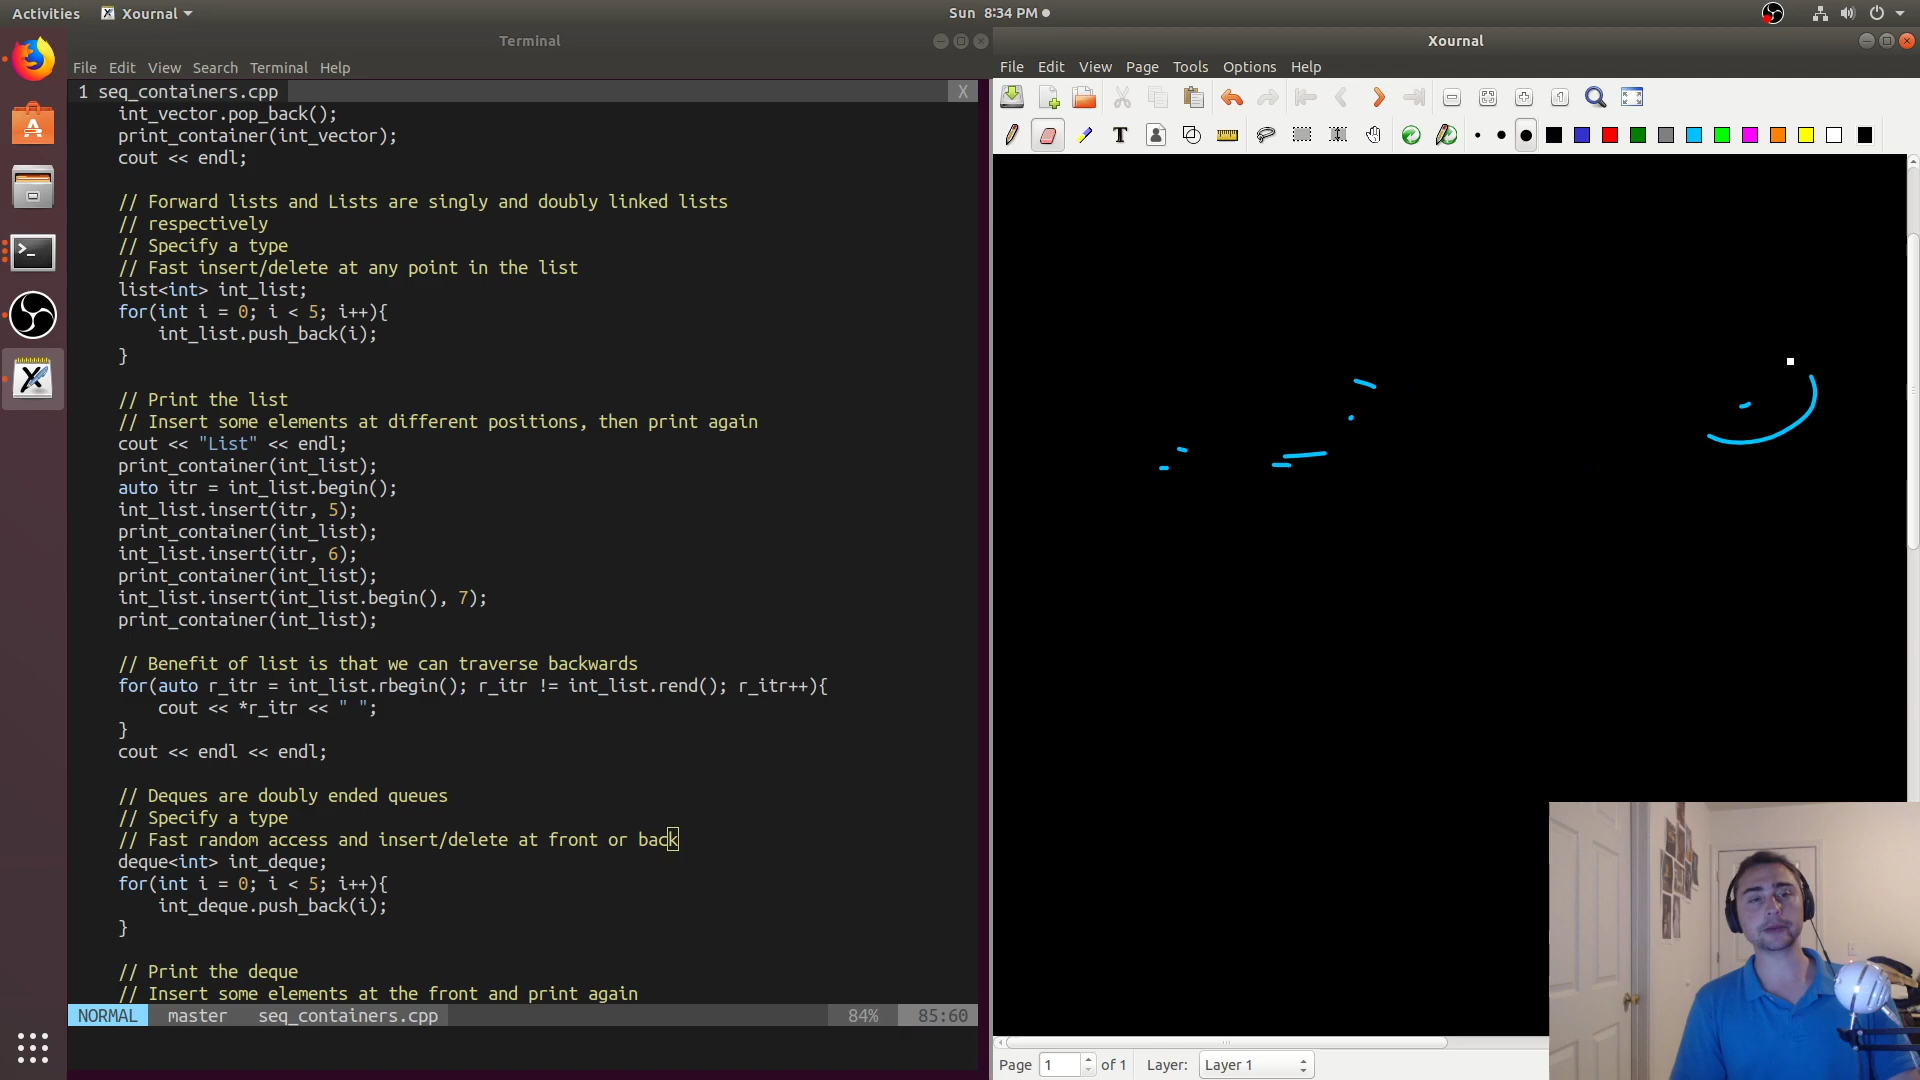 Activities Xournal Sun 8:34 PM
Terminal
File Edit View Search Terminal Help
1 seq_containers.cpp X
int_vector.pop_back();
print_container(int_vector);
cout << endl;
// Forward lists and Lists are singly and doubly linked lists
// respectively
// Specify a type
// Fast insert/delete at any point in the list
list<int> int_list;
for(int i = 0; i < 5; i++){
int_list.push_back(i);
}
// Print the list
// Insert some elements at different positions, then print again
cout << "List" << endl;
print_container(int_list);
auto itr = int_list.begin();
int_list.insert(itr, 5);
print_container(int_list);
int_list.insert(itr, 6);
print_container(int_list);
int_list.insert(int_list.begin(), 7);
print_container(int_list);
// Benefit of list is that we can traverse backwards
for(auto r_itr = int_list.rbegin(); r_itr != int_list.rend(); r_itr++){
cout << *r_itr << " ";
}
cout << endl << endl;
// Deques are doubly ended queues
// Specify a type
// Fast random access and insert/delete at front or back
deque<int> int_deque;
for(int i = 0; i < 5; i++){
int_deque.push_back(i);
}
// Print the deque
// Insert some elements at the front and print again
NORMAL master seq_containers.cpp 84% 85:60
Xournal
File Edit View Page Tools Options Help
Page 1 of 1 Layer: Layer 1